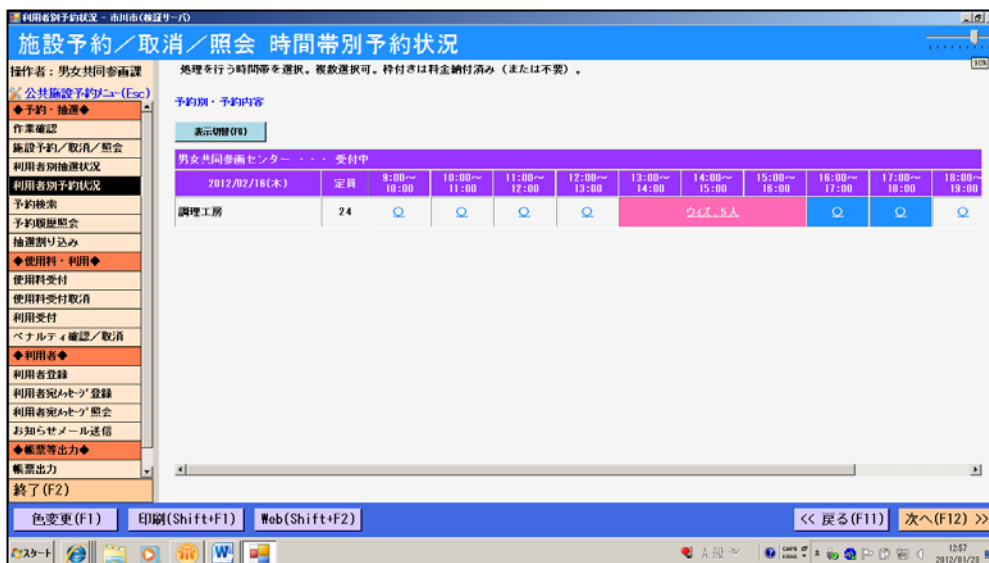 利用者別予約状況 - 市川市(検証サーバ)
施設予約／取消／照会 時間帯別予約状況
90%
操作者：男女共同参画課
処理を行う時間帯を選択。複数選択可。枠付きは料金納付済み（または不要）。
公共施設予約ﾒﾆｭｰ(Esc)
◆予約・抽選◆
作業確認
施設予約/取消/照会
利用者別抽選状況
利用者別予約状況
予約検索
予約履歴照会
抽選割り込み
◆使用料・利用◆
使用料受付
使用料受付取消
利用受付
ペナルティ確認/取消
◆利用者◆
利用者登録
利用者宛ﾒｯｾｰｼﾞ登録
利用者宛ﾒｯｾｰｼﾞ照会
お知らせメール送信
◆帳票等出力◆
帳票出力
終了(F2)
予約別・予約内容
表示切替(F6)
男女共同参画センター ・・・ 受付中
2012/02/16(木) 定員 9:00～10:00 10:00～11:00 11:00～12:00 12:00～13:00 13:00～14:00 14:00～15:00 15:00～16:00 16:00～17:00 17:00～18:00 18:00～19:00
調理工房 24 ○ ○ ○ ○ ウィズ、5人 ○ ○ ○
色変更(F1) 印刷(Shift+F1) Web(Shift+F2) << 戻る(F11) 次へ(F12) >>
スタート A 般 CAPS KANA 12:57
2012/01/23